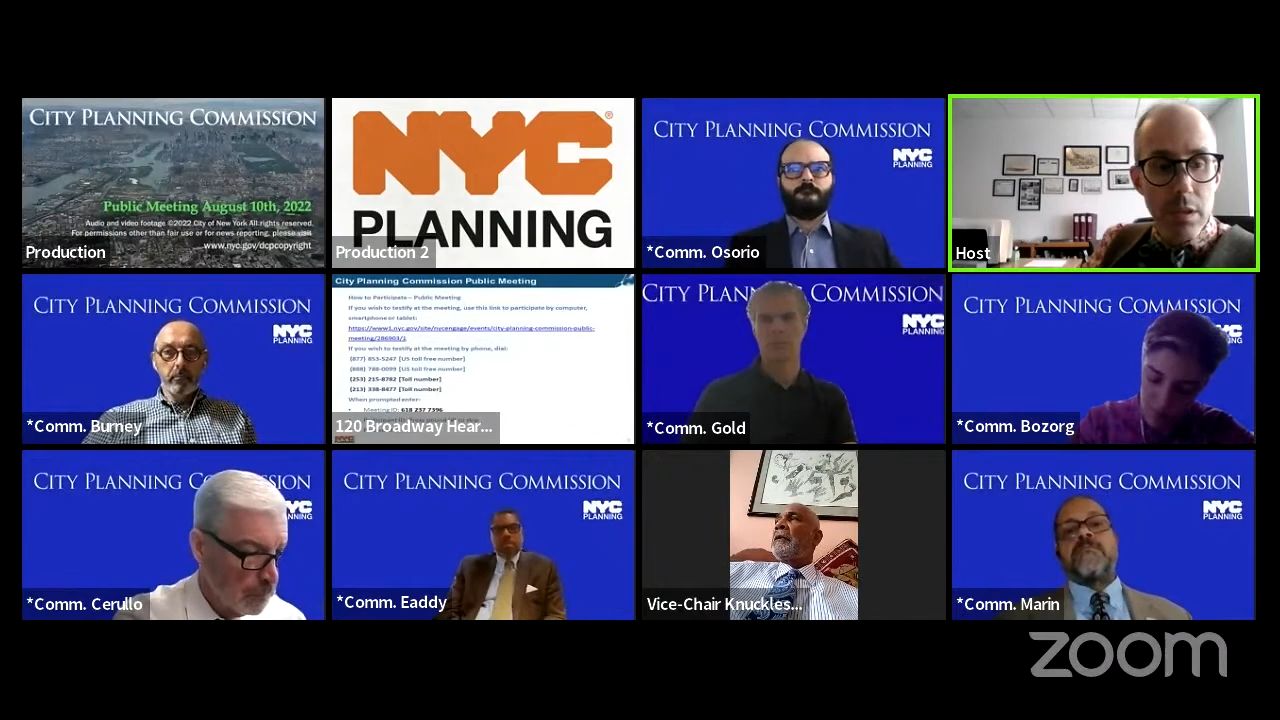 CITY PLANNING COMMISSION
Public Meeting August 10th, 2022
Audio and video footage ©2022 City of New York All rights reserved.
For permissions other than fair use or for news reporting, please visit
www.nyc.gov/dcpcopyright
Production
NYC®
PLANNING
Production 2
CITY PLANNING COMMISSION
NYC
PLANNING
*Comm. Osorio
Host
CITY PLANNING COMMISSION
NYC
PLANNING
*Comm. Burney
City Planning Commission Public Meeting
How to Participate – Public Meeting
If you wish to testify at the meeting, use this link to participate by computer,
smartphone or tablet:
https://www1.nyc.gov/site/nycengage/events/city-planning-commission-public-
meeting/286903/1
If you wish to testify at the meeting by phone, dial:
(877) 853-5247 [US toll free number]
(888) 788-0099 [US toll free number]
(253) 215-8782 [Toll number]
(213) 338-8477 [Toll number]
When prompted enter:
• Meeting ID: 618 237 7396
NYC
120 Broadway Hear...
CITY PLANNING COMMISSION
NYC
PLANNING
*Comm. Gold
CITY PLANNING COMMISSION
*Comm. Bozorg
CITY PLANNING COMMISSION
*Comm. Cerullo
CITY PLANNING COMMISSION
NYC
PLANNING
*Comm. Eaddy
Vice-Chair Knuckles...
CITY PLANNING COMMISSION
NYC
PLANNING
*Comm. Marin
zoom